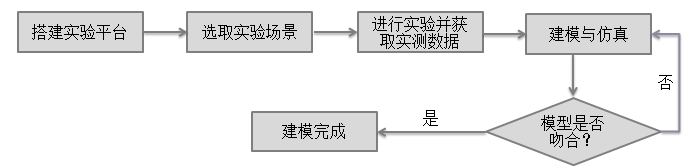 搭建实验平台
选取实验场景
进行实验并获
取实测数据
建模与仿真
否
模型是否
吻合？
是
建模完成